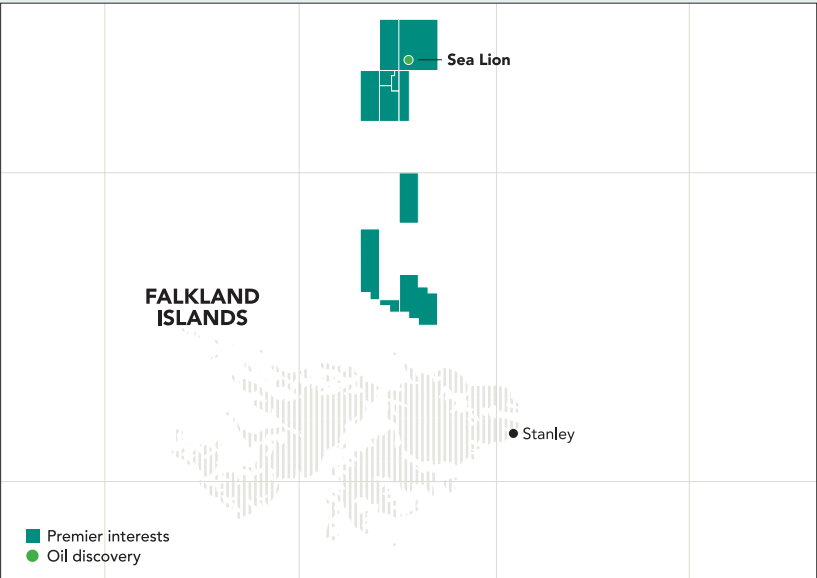 Sea Lion
FALKLAND
ISLANDS
Stanley
Premier interests
Oil discovery